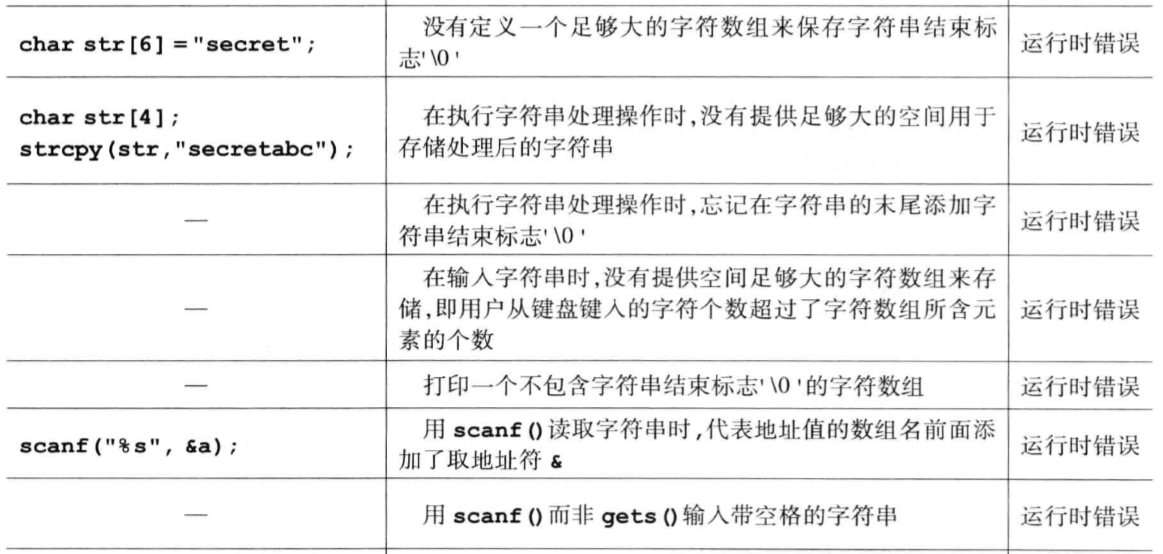 char str[6] = "secret";
没有定义一个足够大的字符数组来保存字符串结束标
志'\0'
运行时错误
char str[4];
strcpy(str,"secretabc");
在执行字符串处理操作时,没有提供足够大的空间用于
存储处理后的字符串
运行时错误
—
在执行字符串处理操作时,忘记在字符串的末尾添加字
符串结束标志'\0'
运行时错误
—
在输入字符串时,没有提供空间足够大的字符数组来存
储,即用户从键盘键入的字符个数超过了字符数组所含元
素的个数
运行时错误
—
打印一个不包含字符串结束标志'\0'的字符数组
运行时错误
scanf("%s", &a);
用 scanf()读取字符串时,代表地址值的数组名前面添
加了取地址符 &
运行时错误
—
用 scanf()而非 gets()输入带空格的字符串
运行时错误